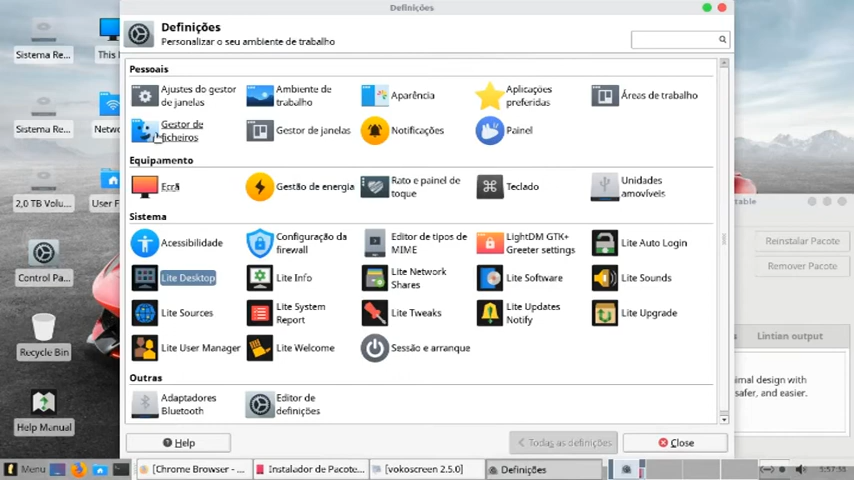 Definições
Definições
Personalizar o seu ambiente de trabalho
Sistema Re...
This
Sistema Re...
Netwo
2,0 TB Volu...
User F
Control Pa...
Recycle Bin
Help Manual
Pessoais
Ajustes do gestor
de janelas
Ambiente de
trabalho
Aparência
Aplicações
preferidas
Áreas de trabalho
Gestor de
ficheiros
Gestor de janelas
Notificações
Painel
Equipamento
Ecrã
Gestão de energia
Rato e painel de
toque
Teclado
Unidades
amovíveis
Sistema
Acessibilidade
Configuração da
firewall
Editor de tipos de
MIME
LightDM GTK+
Greeter settings
Lite Auto Login
Lite Desktop
Lite Info
Lite Network
Shares
Lite Software
Lite Sounds
Lite Sources
Lite System
Report
Lite Tweaks
Lite Updates
Notify
Lite Upgrade
Lite User Manager
Lite Welcome
Sessão e arranque
Outras
Adaptadores
Bluetooth
Editor de
definições
Help
Todas as definições
Close
table
Reinstalar Pacote
Remover Pacote
s
Lintian output
imal design with
safer, and easier.
Menu
[Chrome Browser - ...
Instalador de Pacote...
[vokoscreen 2.5.0]
Definições